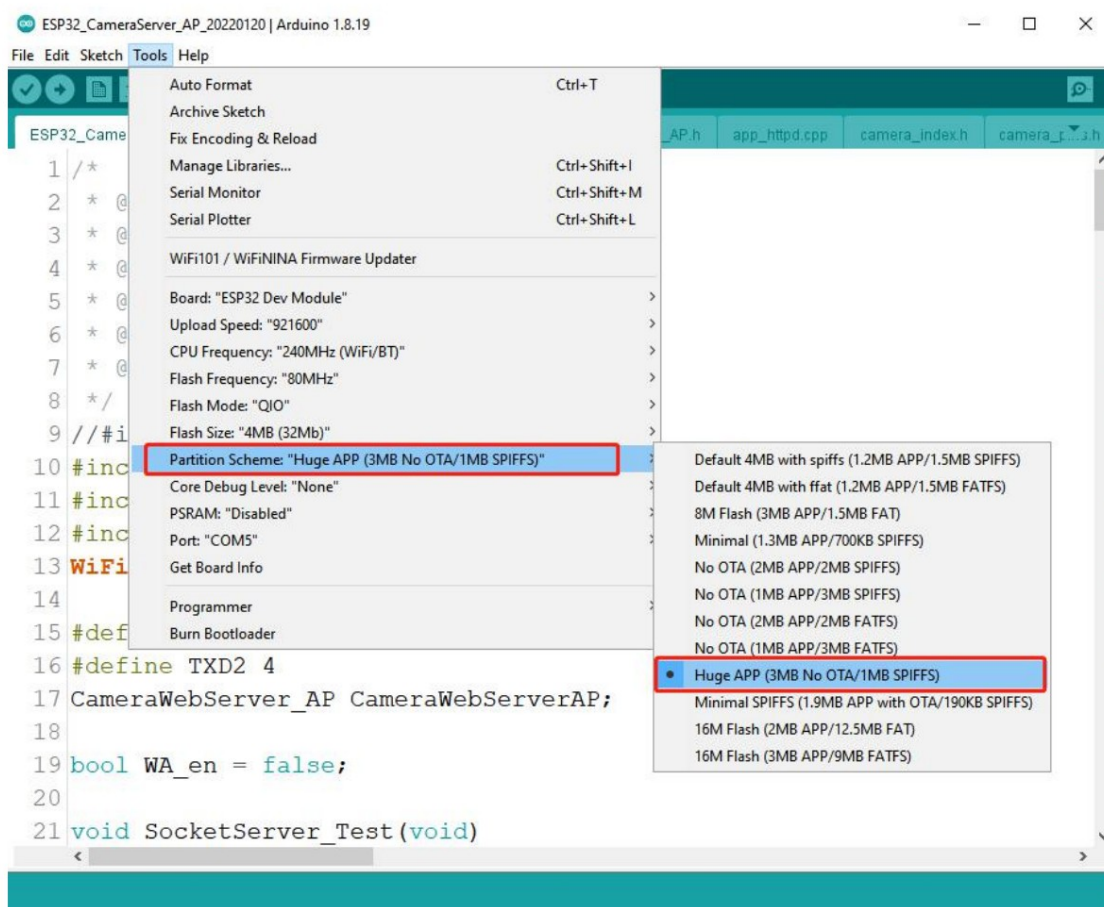 ESP32_CameraServer_AP_20220120 | Arduino 1.8.19
File Edit Sketch Tools Help
Auto Format Ctrl+T
Archive Sketch
Fix Encoding & Reload
Manage Libraries... Ctrl+Shift+I
Serial Monitor Ctrl+Shift+M
Serial Plotter Ctrl+Shift+L
WiFi101 / WiFiNINA Firmware Updater
Board: "ESP32 Dev Module"
Upload Speed: "921600"
CPU Frequency: "240MHz (WiFi/BT)"
Flash Frequency: "80MHz"
Flash Mode: "QIO"
Flash Size: "4MB (32Mb)"
Partition Scheme: "Huge APP (3MB No OTA/1MB SPIFFS)"
Core Debug Level: "None"
PSRAM: "Disabled"
Port: "COM5"
Get Board Info
Programmer
Burn Bootloader
Default 4MB with spiffs (1.2MB APP/1.5MB SPIFFS)
Default 4MB with ffat (1.2MB APP/1.5MB FATFS)
8M Flash (3MB APP/1.5MB FAT)
Minimal (1.3MB APP/700KB SPIFFS)
No OTA (2MB APP/2MB SPIFFS)
No OTA (1MB APP/3MB SPIFFS)
No OTA (2MB APP/2MB FATFS)
No OTA (1MB APP/3MB FATFS)
Huge APP (3MB No OTA/1MB SPIFFS)
Minimal SPIFFS (1.9MB APP with OTA/190KB SPIFFS)
16M Flash (2MB APP/12.5MB FAT)
16M Flash (3MB APP/9MB FATFS)
ESP32_Came _AP.h app_httpd.cpp camera_index.h
1 /*
2 * @
3 * @
4 * @
5 * @
6 * @
7 * @
8 */
9 //#i
10 #inc
11 #inc
12 #inc
13 WiFi
14
15 #def
16 #define TXD2 4
17 CameraWebServer_AP CameraWebServerAP;
18
19 bool WA_en = false;
20
21 void SocketServer_Test(void)